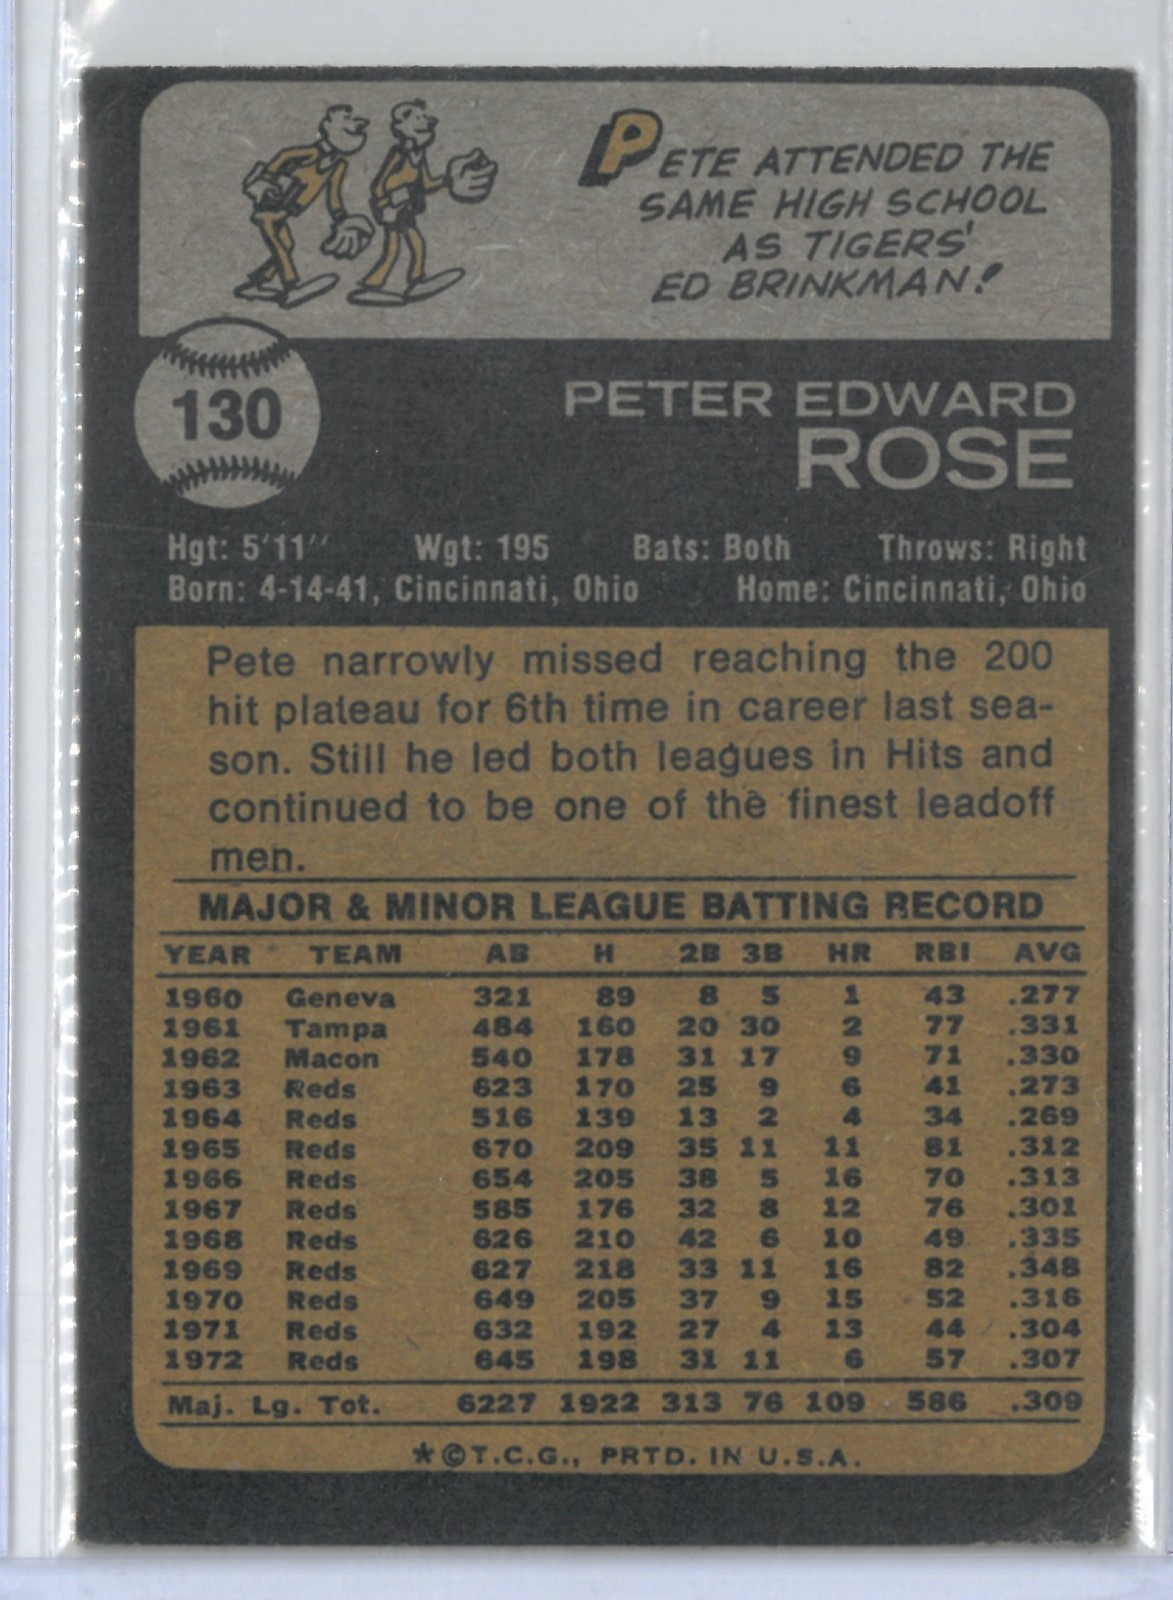 PETE ATTENDED THE
SAME HIGH SCHOOL
AS TIGERS'
ED BRINKMAN!
130
PETER EDWARD
ROSE
Hgt: 5'11" Wgt: 195 Bats: Both Throws: Right
Born: 4-14-41, Cincinnati, Ohio Home: Cincinnati, Ohio
Pete narrowly missed reaching the 200
hit plateau for 6th time in career last sea-
son. Still he led both leagues in Hits and
continued to be one of the finest leadoff
men.
MAJOR & MINOR LEAGUE BATTING RECORD
YEAR TEAM AB H 2B 3B HR RBI AVG
1960 Geneva 321 89 8 5 1 43 .277
1961 Tampa 484 160 20 30 2 77 .331
1962 Macon 540 178 31 17 9 71 .330
1963 Reds 623 170 25 9 6 41 .273
1964 Reds 516 139 13 2 4 34 .269
1965 Reds 670 209 35 11 11 81 .312
1966 Reds 654 205 38 5 16 70 .313
1967 Reds 585 176 32 8 12 76 .301
1968 Reds 626 210 42 6 10 49 .335
1969 Reds 627 218 33 11 16 82 .348
1970 Reds 649 205 37 9 15 52 .316
1971 Reds 632 192 27 4 13 44 .304
1972 Reds 645 198 31 11 6 57 .307
Maj. Lg. Tot. 6227 1922 313 76 109 586 .309
*©T.C.G., PRTD. IN U.S.A.